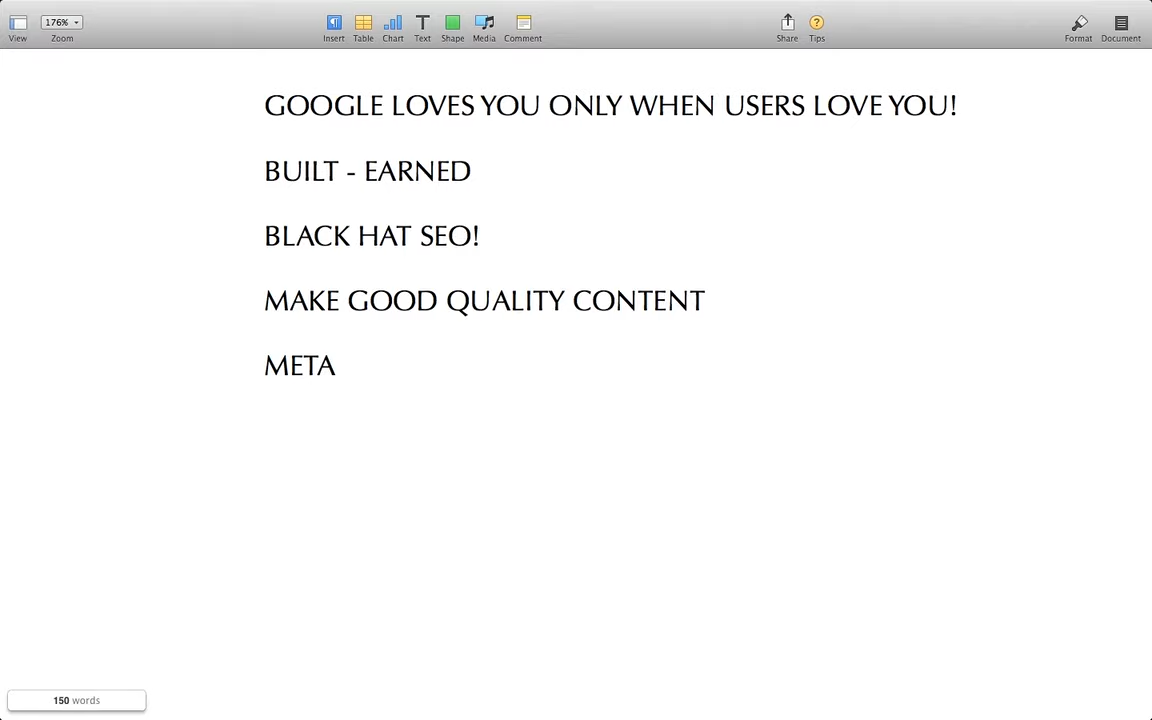 176%
View
Zoom
Insert
Table
Chart
Text
Shape
Media
Comment
Share
?
Tips
Format
Document
GOOGLE LOVES YOU ONLY WHEN USERS LOVE YOU!
BUILT - EARNED
BLACK HAT SEO!
MAKE GOOD QUALITY CONTENT
META
150 words